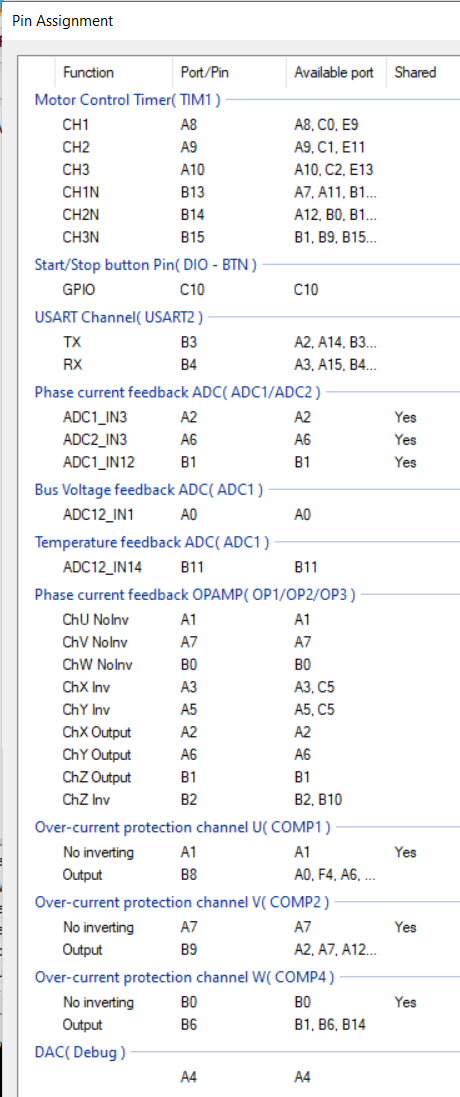 Pin Assignment
Function Port/Pin Available port Shared
Motor Control Timer( TIM1 )
CH1 A8 A8, C0, E9
CH2 A9 A9, C1, E11
CH3 A10 A10, C2, E13
CH1N B13 A7, A11, B1...
CH2N B14 A12, B0, B1...
CH3N B15 B1, B9, B15...
Start/Stop button Pin( DIO - BTN )
GPIO C10 C10
USART Channel( USART2 )
TX B3 A2, A14, B3...
RX B4 A3, A15, B4...
Phase current feedback ADC( ADC1/ADC2 )
ADC1_IN3 A2 A2 Yes
ADC2_IN3 A6 A6 Yes
ADC1_IN12 B1 B1 Yes
Bus Voltage feedback ADC( ADC1 )
ADC12_IN1 A0 A0
Temperature feedback ADC( ADC1 )
ADC12_IN14 B11 B11
Phase current feedback OPAMP( OP1/OP2/OP3 )
ChU NoInv A1 A1
ChV NoInv A7 A7
ChW NoInv B0 B0
ChX Inv A3 A3, C5
ChY Inv A5 A5, C5
ChX Output A2 A2
ChY Output A6 A6
ChZ Output B1 B1
ChZ Inv B2 B2, B10
Over-current protection channel U( COMP1 )
No inverting A1 A1 Yes
Output B8 A0, F4, A6, ...
Over-current protection channel V( COMP2 )
No inverting A7 A7 Yes
Output B9 A2, A7, A12...
Over-current protection channel W( COMP4 )
No inverting B0 B0 Yes
Output B6 B1, B6, B14
DAC( Debug )
A4 A4